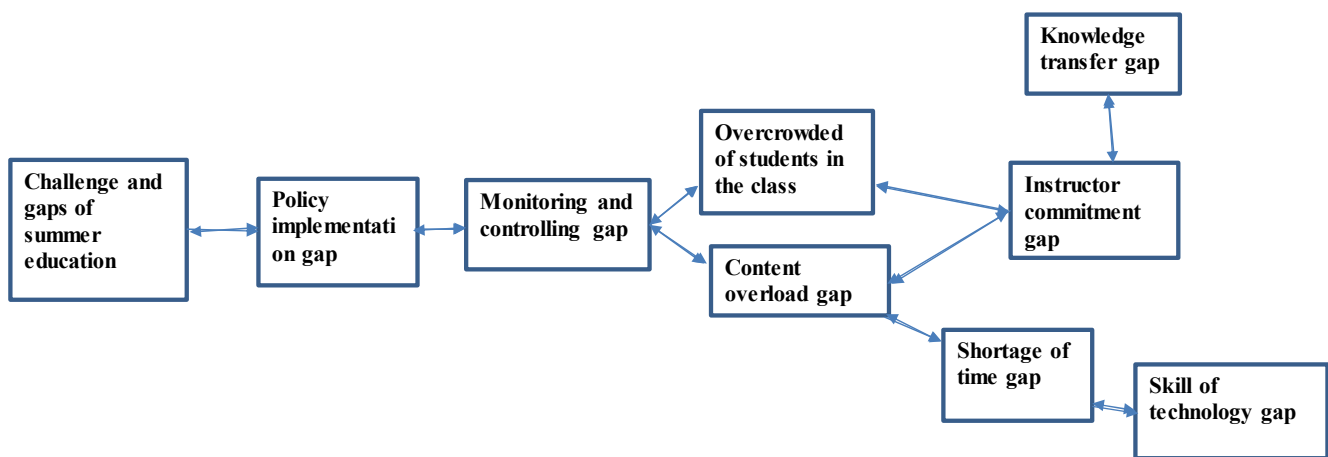 Challenge and
gaps of
summer
education
Policy
implementati
on gap
Monitoring and
controlling gap
Overcrowded
of students in
the class
Content
overload gap
Knowledge
transfer gap
Instructor
commitment
gap
Shortage of
time gap
Skill of
technology gap